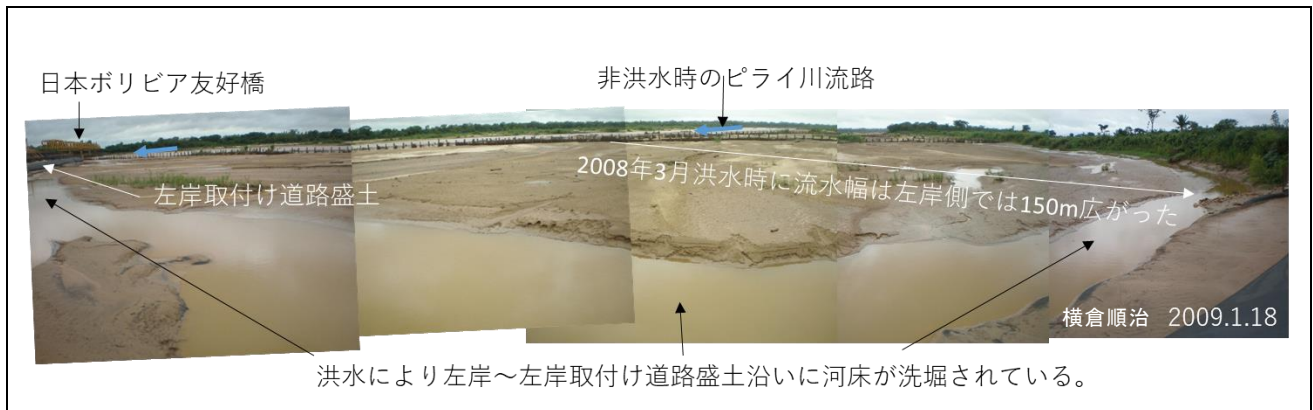 日本ボリビア友好橋
非洪水時のピライ川流路
左岸取付け道路盛土
2008年3月洪水時に流水幅は左岸側では150m広がった
横倉順治 2009.1.18
洪水により左岸～左岸取付け道路盛土沿いに河床が洗堀されている。